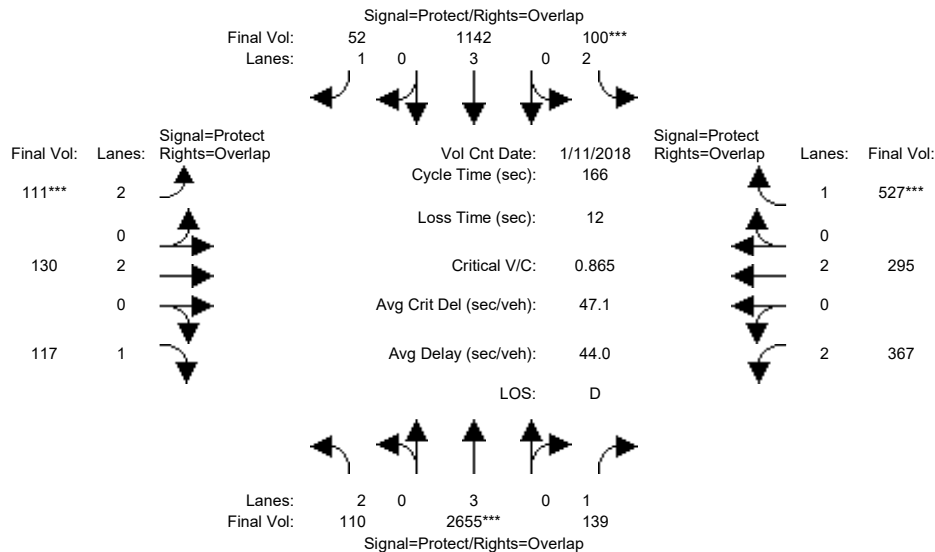 Signal=Protect/Rights=Overlap
Final Vol: 52 1142 100***
Lanes: 1 0 3 0 2
Signal=Protect Signal=Protect
Final Vol: Lanes: Rights=Overlap Vol Cnt Date: 1/11/2018 Rights=Overlap Lanes: Final Vol:
Cycle Time (sec): 166
111*** 2 1 527***
Loss Time (sec): 12
0 0
130 2 Critical V/C: 0.865 2 295
0 Avg Crit Del (sec/veh): 47.1 0
117 1 Avg Delay (sec/veh): 44.0 2 367
LOS: D
Lanes: 2 0 3 0 1
Final Vol: 110 2655*** 139
Signal=Protect/Rights=Overlap